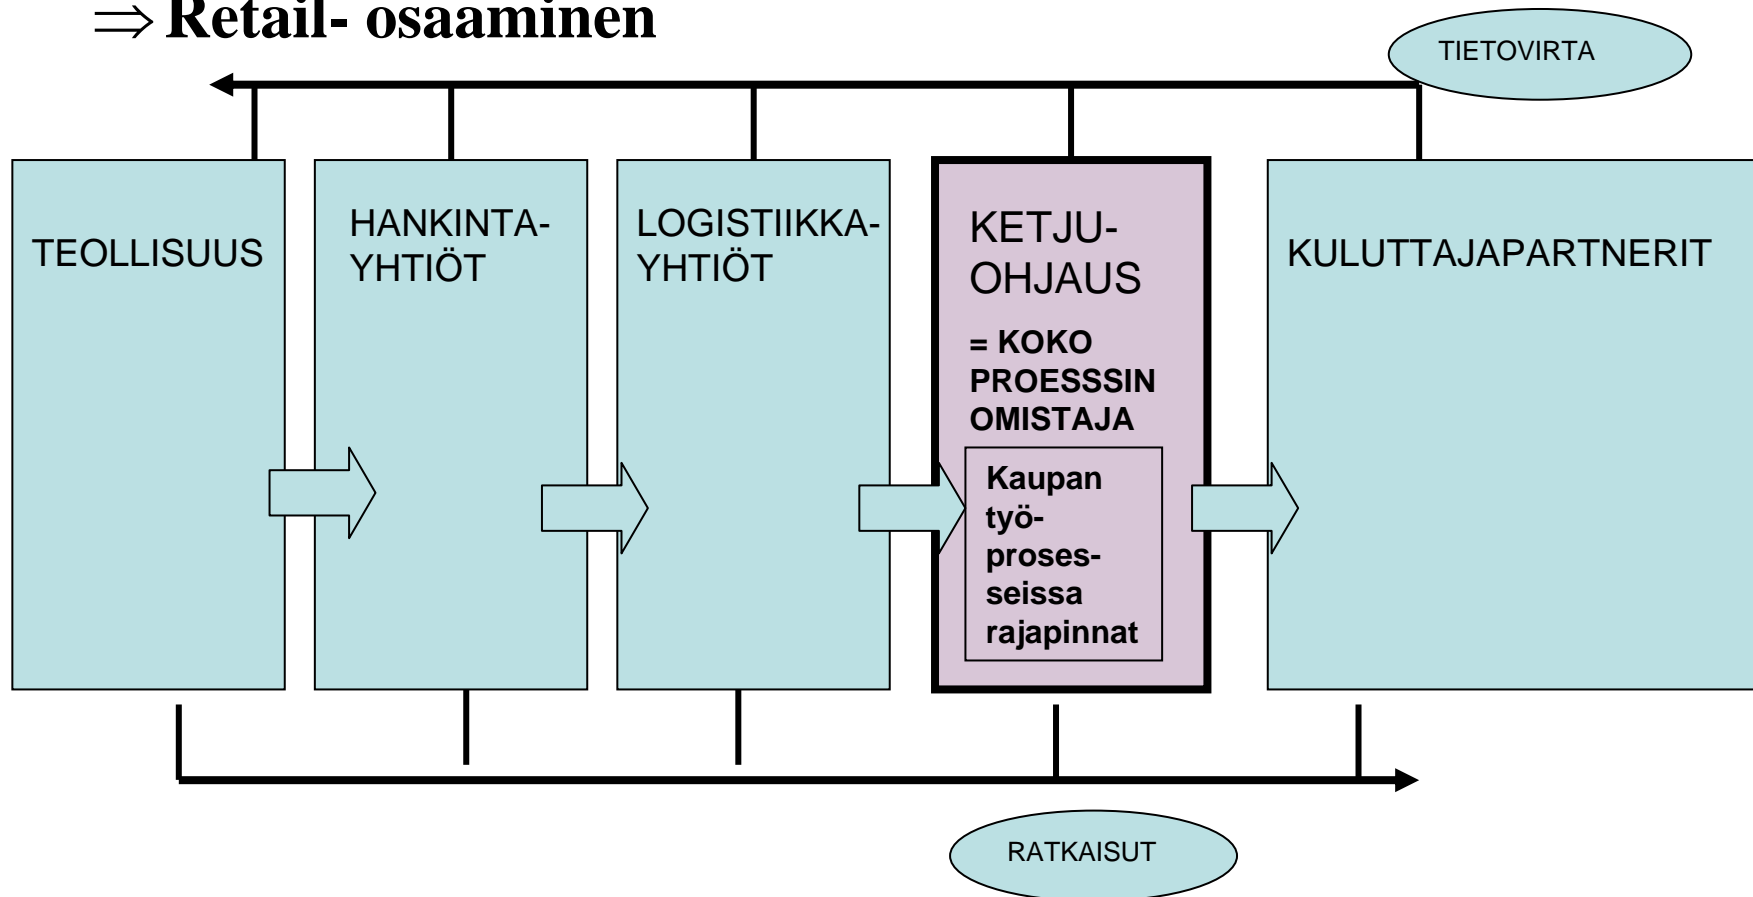 ⇒ Retail- osaaminen
TIETOVIRTA
TEOLLISUUS
HANKINTA-
YHTIÖT
LOGISTIIKKA-
YHTIÖT
KETJU-
OHJAUS
= KOKO
PROESSSIN
OMISTAJA
Kaupan
työ-
proses-
seissa
rajapinnat
KULUTTAJAPARTNERIT
RATKAISUT